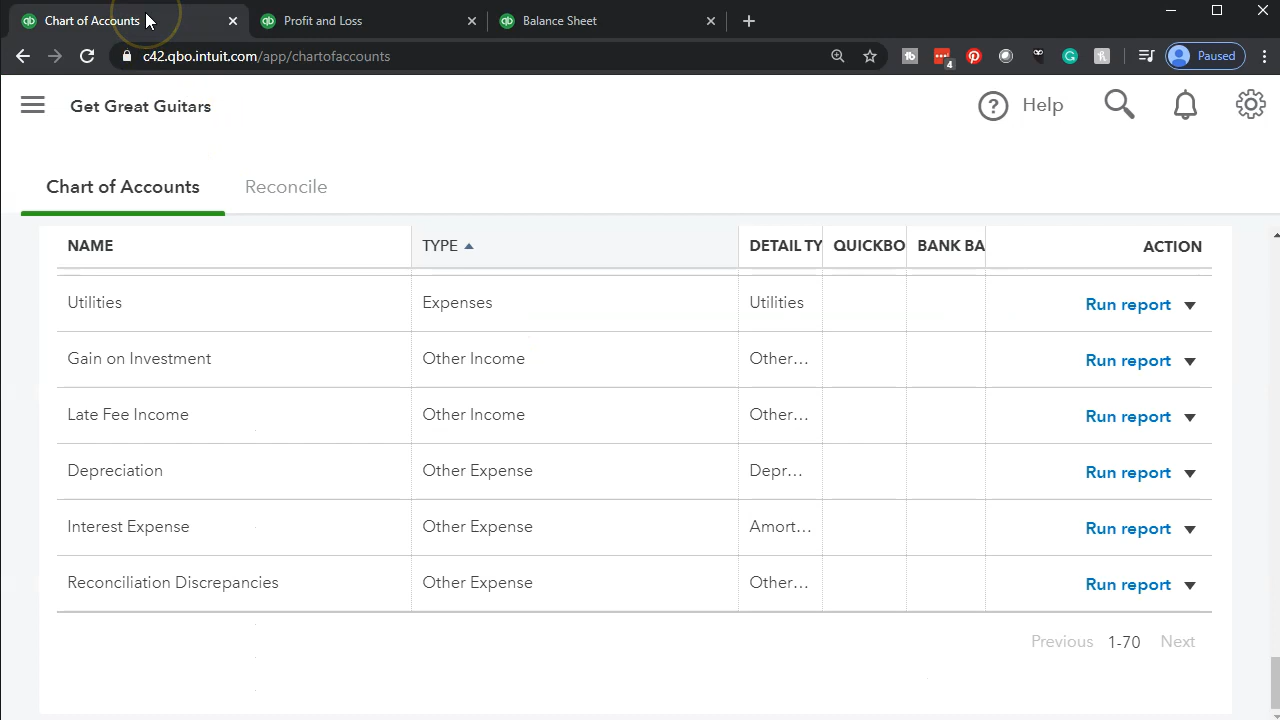 Chart of Accounts
Profit and Loss
Balance Sheet
c42.qbo.intuit.com/app/chartofaccounts
4
Paused
Get Great Guitars
? Help
Chart of Accounts Reconcile
NAME TYPE DETAIL TY QUICKBO BANK BA ACTION
Utilities Expenses Utilities Run report
Gain on Investment Other Income Other... Run report
Late Fee Income Other Income Other... Run report
Depreciation Other Expense Depr... Run report
Interest Expense Other Expense Amort... Run report
Reconciliation Discrepancies Other Expense Other... Run report
Previous 1-70 Next